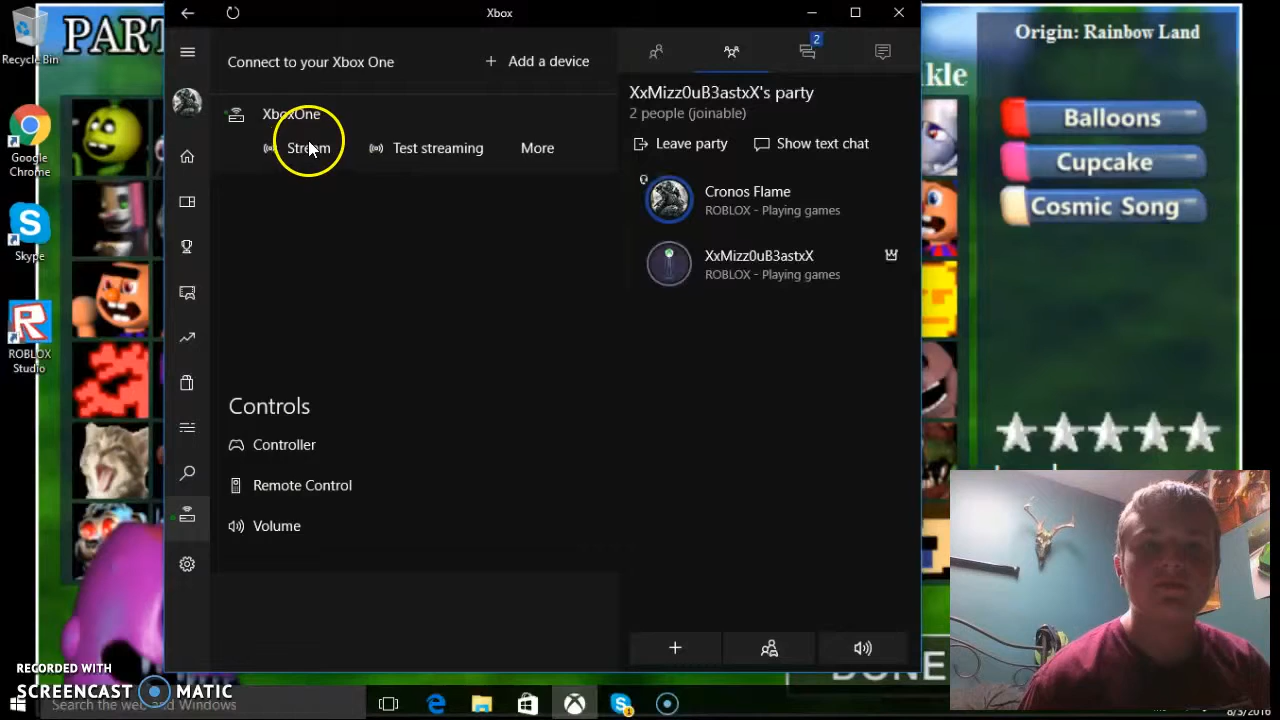 PART
Recycle Bin
Google
Chrome
Skype
ROBLOX
Studio
Xbox
Connect to your Xbox One
+ Add a device
XboxOne
Stream
Test streaming
More
Controls
Controller
Remote Control
Volume
2
XxMizz0uB3astxX's party
2 people (joinable)
Leave party
Show text chat
Cronos Flame
ROBLOX - Playing games
XxMizz0uB3astxX
ROBLOX - Playing games
Origin: Rainbow Land
Balloons
Cupcake
Cosmic Song
RECORDED WITH
SCREENCAST MATIC
Search the web and Windows
8/3/2016